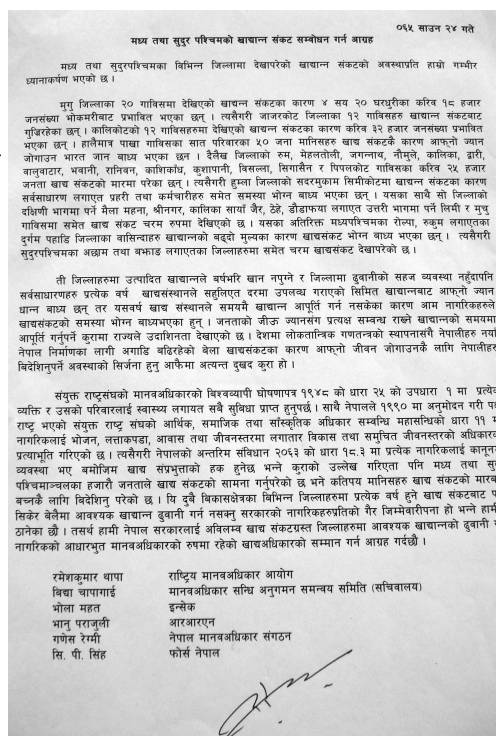 ०६५ साउन २४ गते
मध्य तथा सुदुर पश्चिमको खाद्यान्न संकट सम्वोधन गर्न आग्रह
मध्य तथा सुदुरपश्चिमका विभिन्न जिल्लामा देखापरेको खाद्यान्न संकटको अवस्थाप्रति हाम्रो गम्भीर
ध्यानाकर्षण भएको छ ।
मुगु जिल्लाका २० गाविसमा देखिएको खाद्यन्न संकटका कारण ४ सय २० घरधुरीका करिव १८ हजार
जनसंख्या भोकमरीबाट प्रभावित भएका छन् । त्यसैगरी जाजरकोट जिल्लाका १२ गाविसहरु खाद्यान्न संकटबाट
गुज्रिरहेका छन् । कालिकोटको १२ गाविसहरुमा देखिएको खाद्यान्न संकटका कारण करिव ३२ हजार जनसंख्या प्रभावित
भएका छन् । हालैमात्र पाखा गाविसका सात परिवारका ५० जना मानिसहरु खाद्य संकटकै कारण आफ्नो ज्यान
जोगाउन भारत जान बाध्य भएका छन । दैलेख जिल्लाको रुम, मेहलतोली, जगन्नाथ, नौमुले, कालिका, द्वारी,
वालुवाटार, भवानी, रानिवन, काशिकाँध, कुशापानी, विसल्ला, सिगासैन र पिपलकोट गाविसका करिव २५ हजार
जनता खाद्य संकटको मारमा परेका छन् । त्यसैगरी हुम्ला जिल्लाको सदरमुकाम सिमीकोटमा खाद्यन्न संकटका कारण
सर्वसाधारण लगाएत प्रहरी तथा कर्मचारीहरु समेत समस्या भोग्न बाध्य भएका छन् । यसका साथै सो जिल्लाको
दक्षिणी भागमा पर्ने मैला महना, श्रीनगर, कालिका सायाँ जैर, ठेहे, डौडाफया लगाएत उत्तरी भागमा पर्ने लिमी र मुचु
गाविसमा समेत खाद्य संकट चरम रुपमा देखीएको छ । यसका अतिरिक्त मध्यपश्चिमका रोल्पा, रुकुम लगाएतका
दुर्गम पहाडि जिल्लाका वासिन्दाहरु खाद्यान्नको बढ्दो मुल्यका कारण खाद्यसंकट भोग्न बाध्य भएका छन् । त्यसैगरी
सुदुरपश्चिमका अछाम तथा बझाङ लगाएतका जिल्लाहरुमा समेत चरम खाद्यसंकट देखापरेको छ ।
ती जिल्लाहरुमा उत्पादित खाद्यान्नले वर्षभरि खान नपुग्ने र जिल्लामा ढुवानीको सहज व्यवस्था नहुँदापनि
सर्वसाधारणहरु प्रत्येक वर्ष खाद्यसंस्थानले सहुलिएत दरमा उपलव्ध गराएको सिमित खाद्यान्नबाट आफ्नो ज्यान
धान्न बाध्य छन् तर यसवर्ष खाद्य संस्थानले समयमै खाद्यान्न आपूर्ति गर्न नसकेका कारण आम नागरिकहरुले
खाद्यसंकटको समस्या भोग्न बाध्यभएका हुन् । जनताको जीऊ ज्यानसंग प्रत्यक्ष सम्वन्ध राख्ने खाद्यान्नको समयमा
आपूर्ति गर्नुपर्ने कुरामा राज्यले उदाशिनता देखाएको छ । देशमा लोकतान्त्रिक गणतन्त्रको स्थापनासंगै नेपालीहरु नयाँ
नेपाल निर्माणका लागी अगाडि बढिरहेको बेला खाद्यसंकटका कारण आफ्नो जीवन जोगाउनकै लागि नेपालीहरु
बिदेशिनुपर्ने अवस्थाको सिर्जना हुनु आफैमा अत्यन्त दुखद कुरा हो ।
संयुक्त राष्ट्रसंघको मानवअधिकारको बिश्वव्यापी घोषणापत्र १९४८ को धारा २५ को उपधारा १ मा प्रत्येक
व्यक्ति र उसको परिवारलाई स्वास्थ्य लगायत सबै सुबिधा प्राप्त हुनुपर्छ । साथै नेपालले १९९० मा अनुमोदन गरी पक्ष
राष्ट्र भएको संयुक्त राष्ट्र संघको आर्थिक, समाजिक तथा साँस्कृतिक अधिकार सम्वन्धि महासन्धिको धारा ११ मा
नागरिकलाई भोजन, लत्ताकपडा, आवास तथा जीवनस्तरमा लगातार विकास तथा समुचित जीवनस्तरको अधिकारको
प्रत्याभूति गरिएको छ । त्यसैगरी नेपालको अन्तरिम संविधान २०६३ को धारा १८.३ मा प्रत्येक नागरिकलाई कानूनमा
व्यवस्था भए बमोजिम खाद्य संप्रभुत्ताको हक हुनेछ भन्ने कुराको उल्लेख गरिएता पनि मध्य तथा सुदुर
पश्चिमाञ्चलका हजारौ जनताले खाद्य संकटको सामना गर्नुपरेको छ भने कतिपय मानिसहरु खाद्य संकटको मारबाट
बच्नकै लागि बिदेशिनु परेको छ । यि दुबै बिकासक्षेत्रका बिभिन्न जिल्लाहरुमा प्रत्येक वर्ष हुने खाद्य संकटबाट पाठ
सिकेर बेलैमा आवश्यक खाद्यान्न ढुवानी गर्न नसक्नु सरकारको नागरिकहरुप्रतिको गैर जिम्मेवारीपना हो भन्ने हामीले
ठानेका छौ । तसर्थ हामी नेपाल सरकारलाई अविलम्व खाद्य संकटग्रस्त जिल्लाहरुमा आवश्यक खाद्यान्नको ढुवानी गरी
नागरिकको आधारभुत मानवअधिकारको रुपमा रहेको खाद्यअधिकारको सम्मान गर्न आग्रह गर्दछौ ।
रमेशकुमार थापा राष्ट्रिय मानवअधिकार आयोग
बिद्या चापागाई मानवअधिकार सन्धि अनुगमन समन्वय समिति (सचिवालय)
भोला महत इन्सेक
भानु पराजुली आरआरएन
गणेस रेग्मी नेपाल मानवअधिकार संगठन
सि. पी. सिंह फोर्स नेपाल